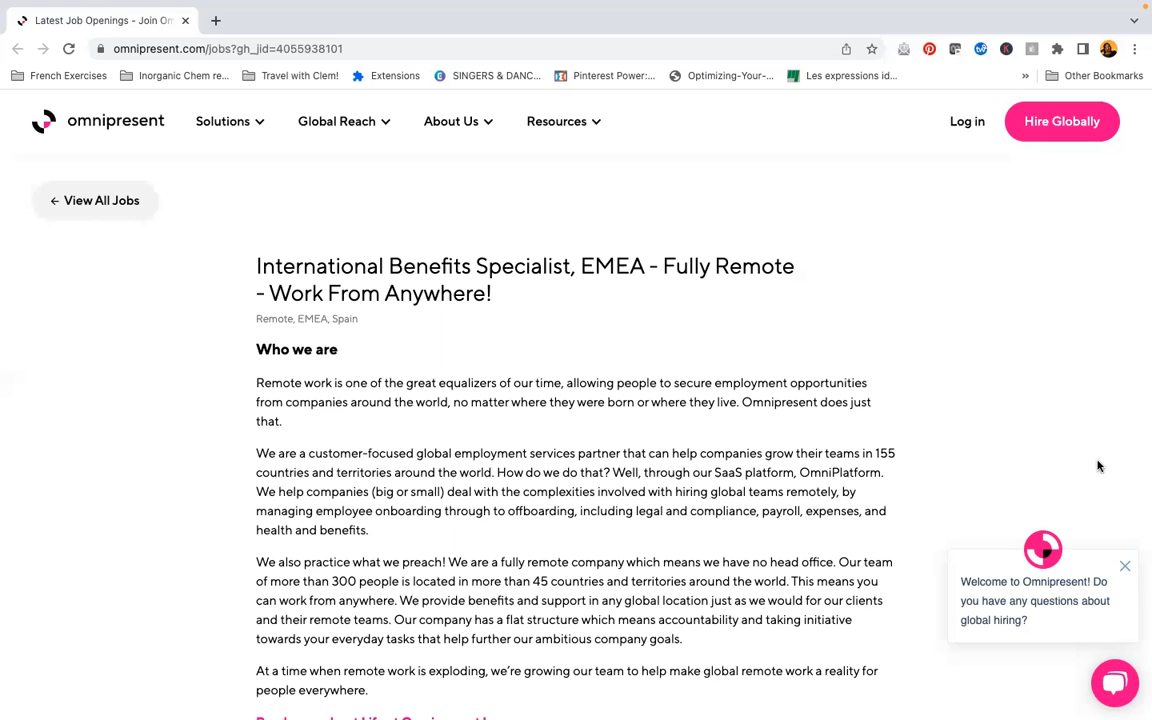 Latest Job Openings - Join Om
omnipresent.com/jobs?gh_jid=4055938101
French Exercises
Inorganic Chem re...
Travel with Clem!
Extensions
SINGERS & DANC...
Pinterest Power:...
Optimizing-Your-...
Les expressions id...
»
Other Bookmarks
omnipresent
Solutions
Global Reach
About Us
Resources
Log in
Hire Globally
← View All Jobs
International Benefits Specialist, EMEA - Fully Remote
- Work From Anywhere!
Remote, EMEA, Spain
Who we are
Remote work is one of the great equalizers of our time, allowing people to secure employment opportunities
from companies around the world, no matter where they were born or where they live. Omnipresent does just
that.
We are a customer-focused global employment services partner that can help companies grow their teams in 155
countries and territories around the world. How do we do that? Well, through our SaaS platform, OmniPlatform.
We help companies (big or small) deal with the complexities involved with hiring global teams remotely, by
managing employee onboarding through to offboarding, including legal and compliance, payroll, expenses, and
health and benefits.
We also practice what we preach! We are a fully remote company which means we have no head office. Our team
of more than 300 people is located in more than 45 countries and territories around the world. This means you
can work from anywhere. We provide benefits and support in any global location just as we would for our clients
and their remote teams. Our company has a flat structure which means accountability and taking initiative
towards your everyday tasks that help further our ambitious company goals.
At a time when remote work is exploding, we're growing our team to help make global remote work a reality for
people everywhere.
Welcome to Omnipresent! Do
you have any questions about
global hiring?